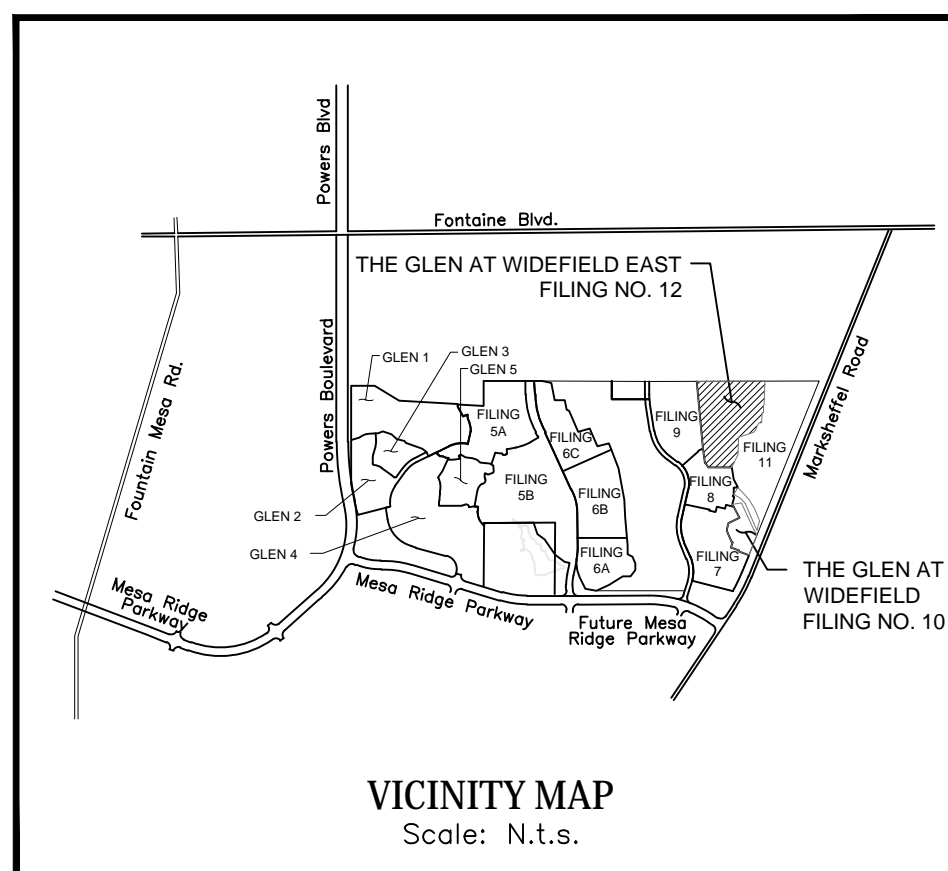 Powers Blvd
Fontaine Blvd.
THE GLEN AT WIDEFIELD EAST
FILING NO. 12
Powers Boulevard
Fountain Mesa Rd.
Marksheffel Road
GLEN 1
GLEN 3
GLEN 5
FILING
5A
FILING
6C
FILING
9
FILING
11
GLEN 2
FILING
5B
FILING
6B
FILING
8
GLEN 4
FILING
6A
FILING
7
THE GLEN AT
WIDEFIELD
FILING NO. 10
Mesa Ridge
Parkway
Mesa Ridge Parkway
Future Mesa
Ridge Parkway
VICINITY MAP
Scale: N.t.s.